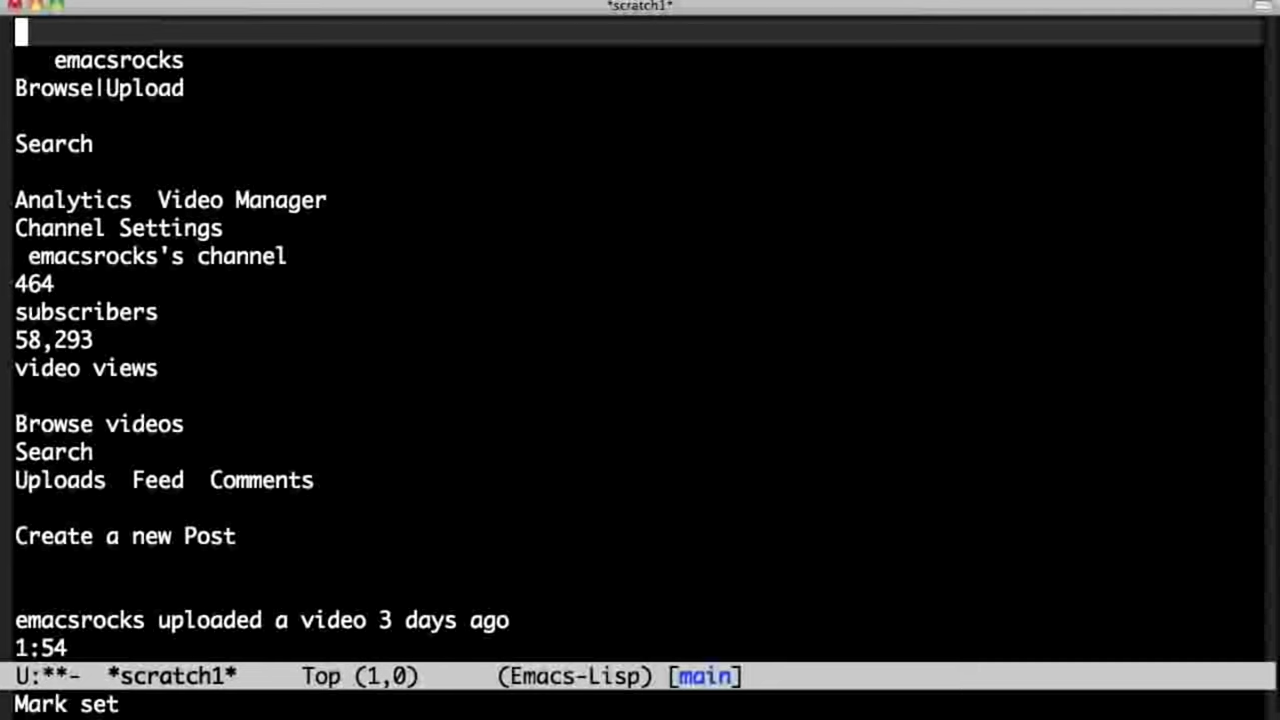 *scratch1*
emacsrocks
Browse|Upload
Search
Analytics  Video Manager
Channel Settings
emacsrocks's channel
464
subscribers
58,293
video views
Browse videos
Search
Uploads  Feed  Comments
Create a new Post
emacsrocks uploaded a video 3 days ago
1:54
U:**-  *scratch1*     Top (1,0)      (Emacs-Lisp) [main]
Mark set